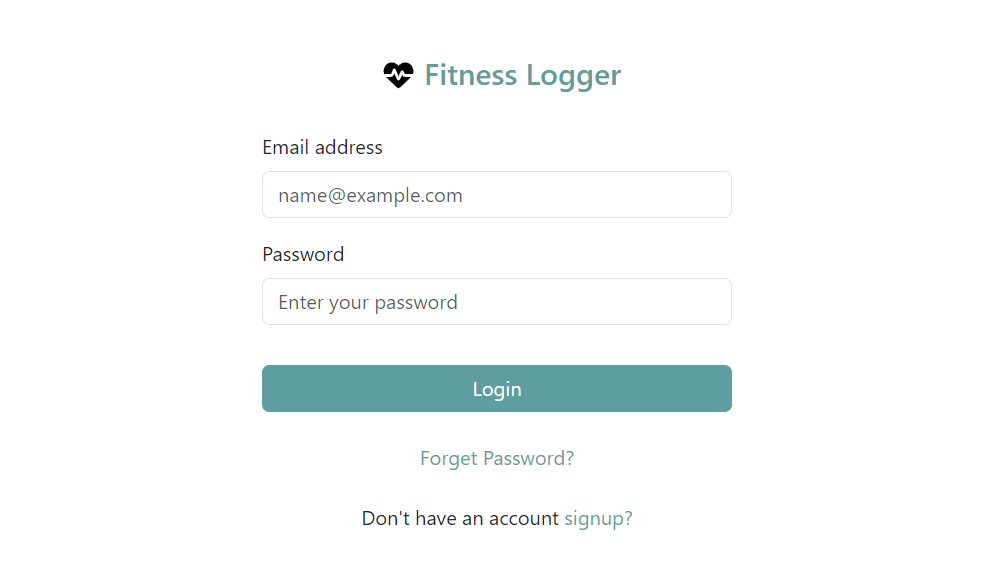 Fitness Logger
Email address
name@example.com
Password
Enter your password
Login
Forget Password?
Don't have an account signup?